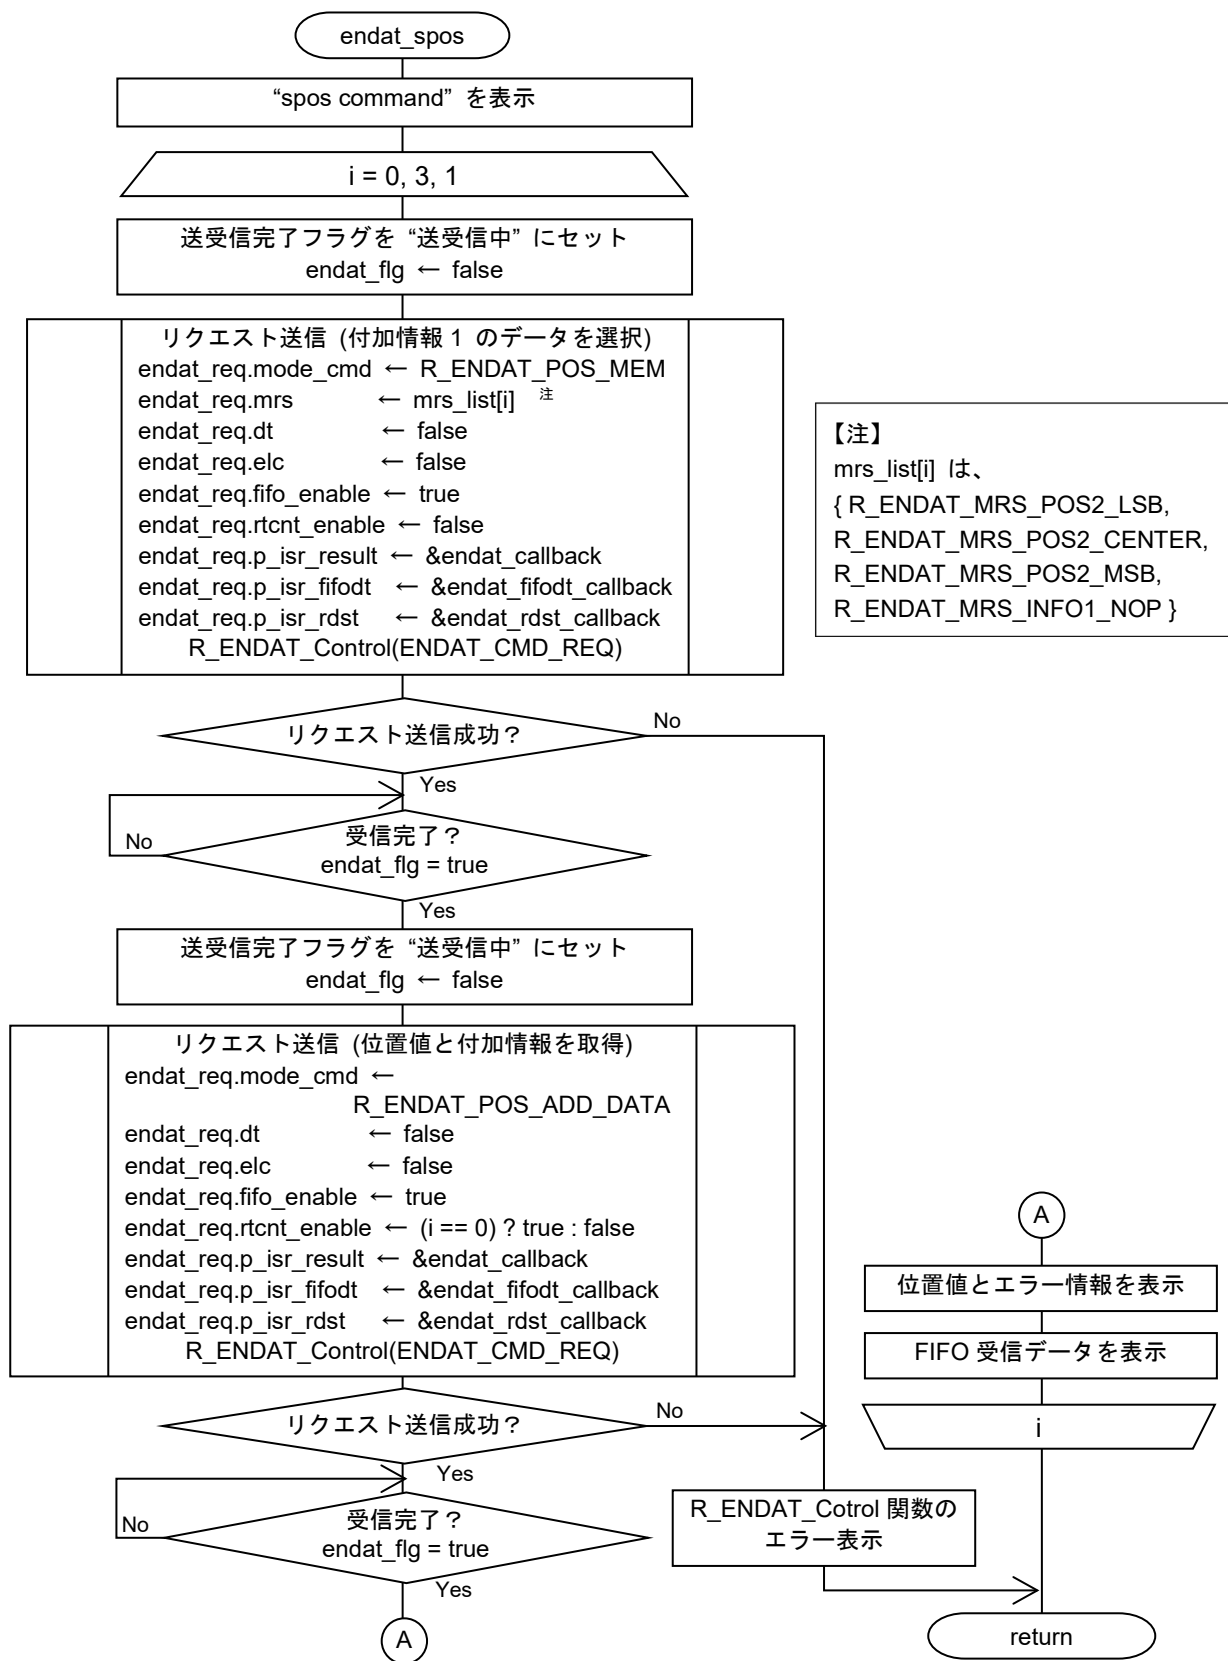 endat_spos
“spos command” を表示
i = 0, 3, 1
送受信完了フラグを “送受信中” にセット
endat_flg ← false
リクエスト送信 (付加情報 1 のデータを選択)
endat_req.mode_cmd ← R_ENDAT_POS_MEM
endat_req.mrs ← mrs_list[i] 注
endat_req.dt ← false
endat_req.elc ← false
endat_req.fifo_enable ← true
endat_req.rtcnt_enable ← false
endat_req.p_isr_result ← &endat_callback
endat_req.p_isr_fifodt ← &endat_fifodt_callback
endat_req.p_isr_rdst ← &endat_rdst_callback
R_ENDAT_Control(ENDAT_CMD_REQ)
【注】
mrs_list[i] は、
{ R_ENDAT_MRS_POS2_LSB,
R_ENDAT_MRS_POS2_CENTER,
R_ENDAT_MRS_POS2_MSB,
R_ENDAT_MRS_INFO1_NOP }
リクエスト送信成功？
No
Yes
受信完了？
endat_flg = true
No
Yes
送受信完了フラグを “送受信中” にセット
endat_flg ← false
リクエスト送信 (位置値と付加情報を取得)
endat_req.mode_cmd ←
R_ENDAT_POS_ADD_DATA
endat_req.dt ← false
endat_req.elc ← false
endat_req.fifo_enable ← true
endat_req.rtcnt_enable ← (i == 0) ? true : false
endat_req.p_isr_result ← &endat_callback
endat_req.p_isr_fifodt ← &endat_fifodt_callback
endat_req.p_isr_rdst ← &endat_rdst_callback
R_ENDAT_Control(ENDAT_CMD_REQ)
リクエスト送信成功？
No
Yes
受信完了？
endat_flg = true
No
Yes
A
R_ENDAT_Cotrol 関数の
エラー表示
A
位置値とエラー情報を表示
FIFO 受信データを表示
i
return